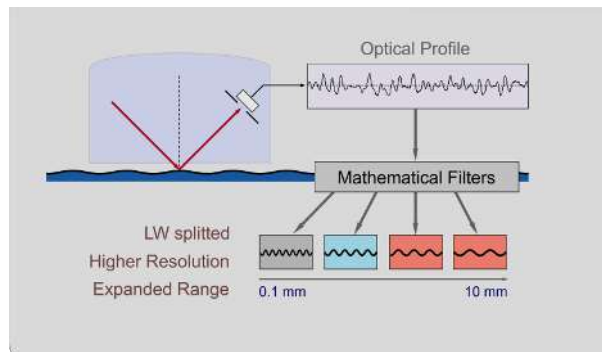 Optical Profile
Mathematical Filters
LW splitted
Higher Resolution
Expanded Range
0.1 mm
10 mm